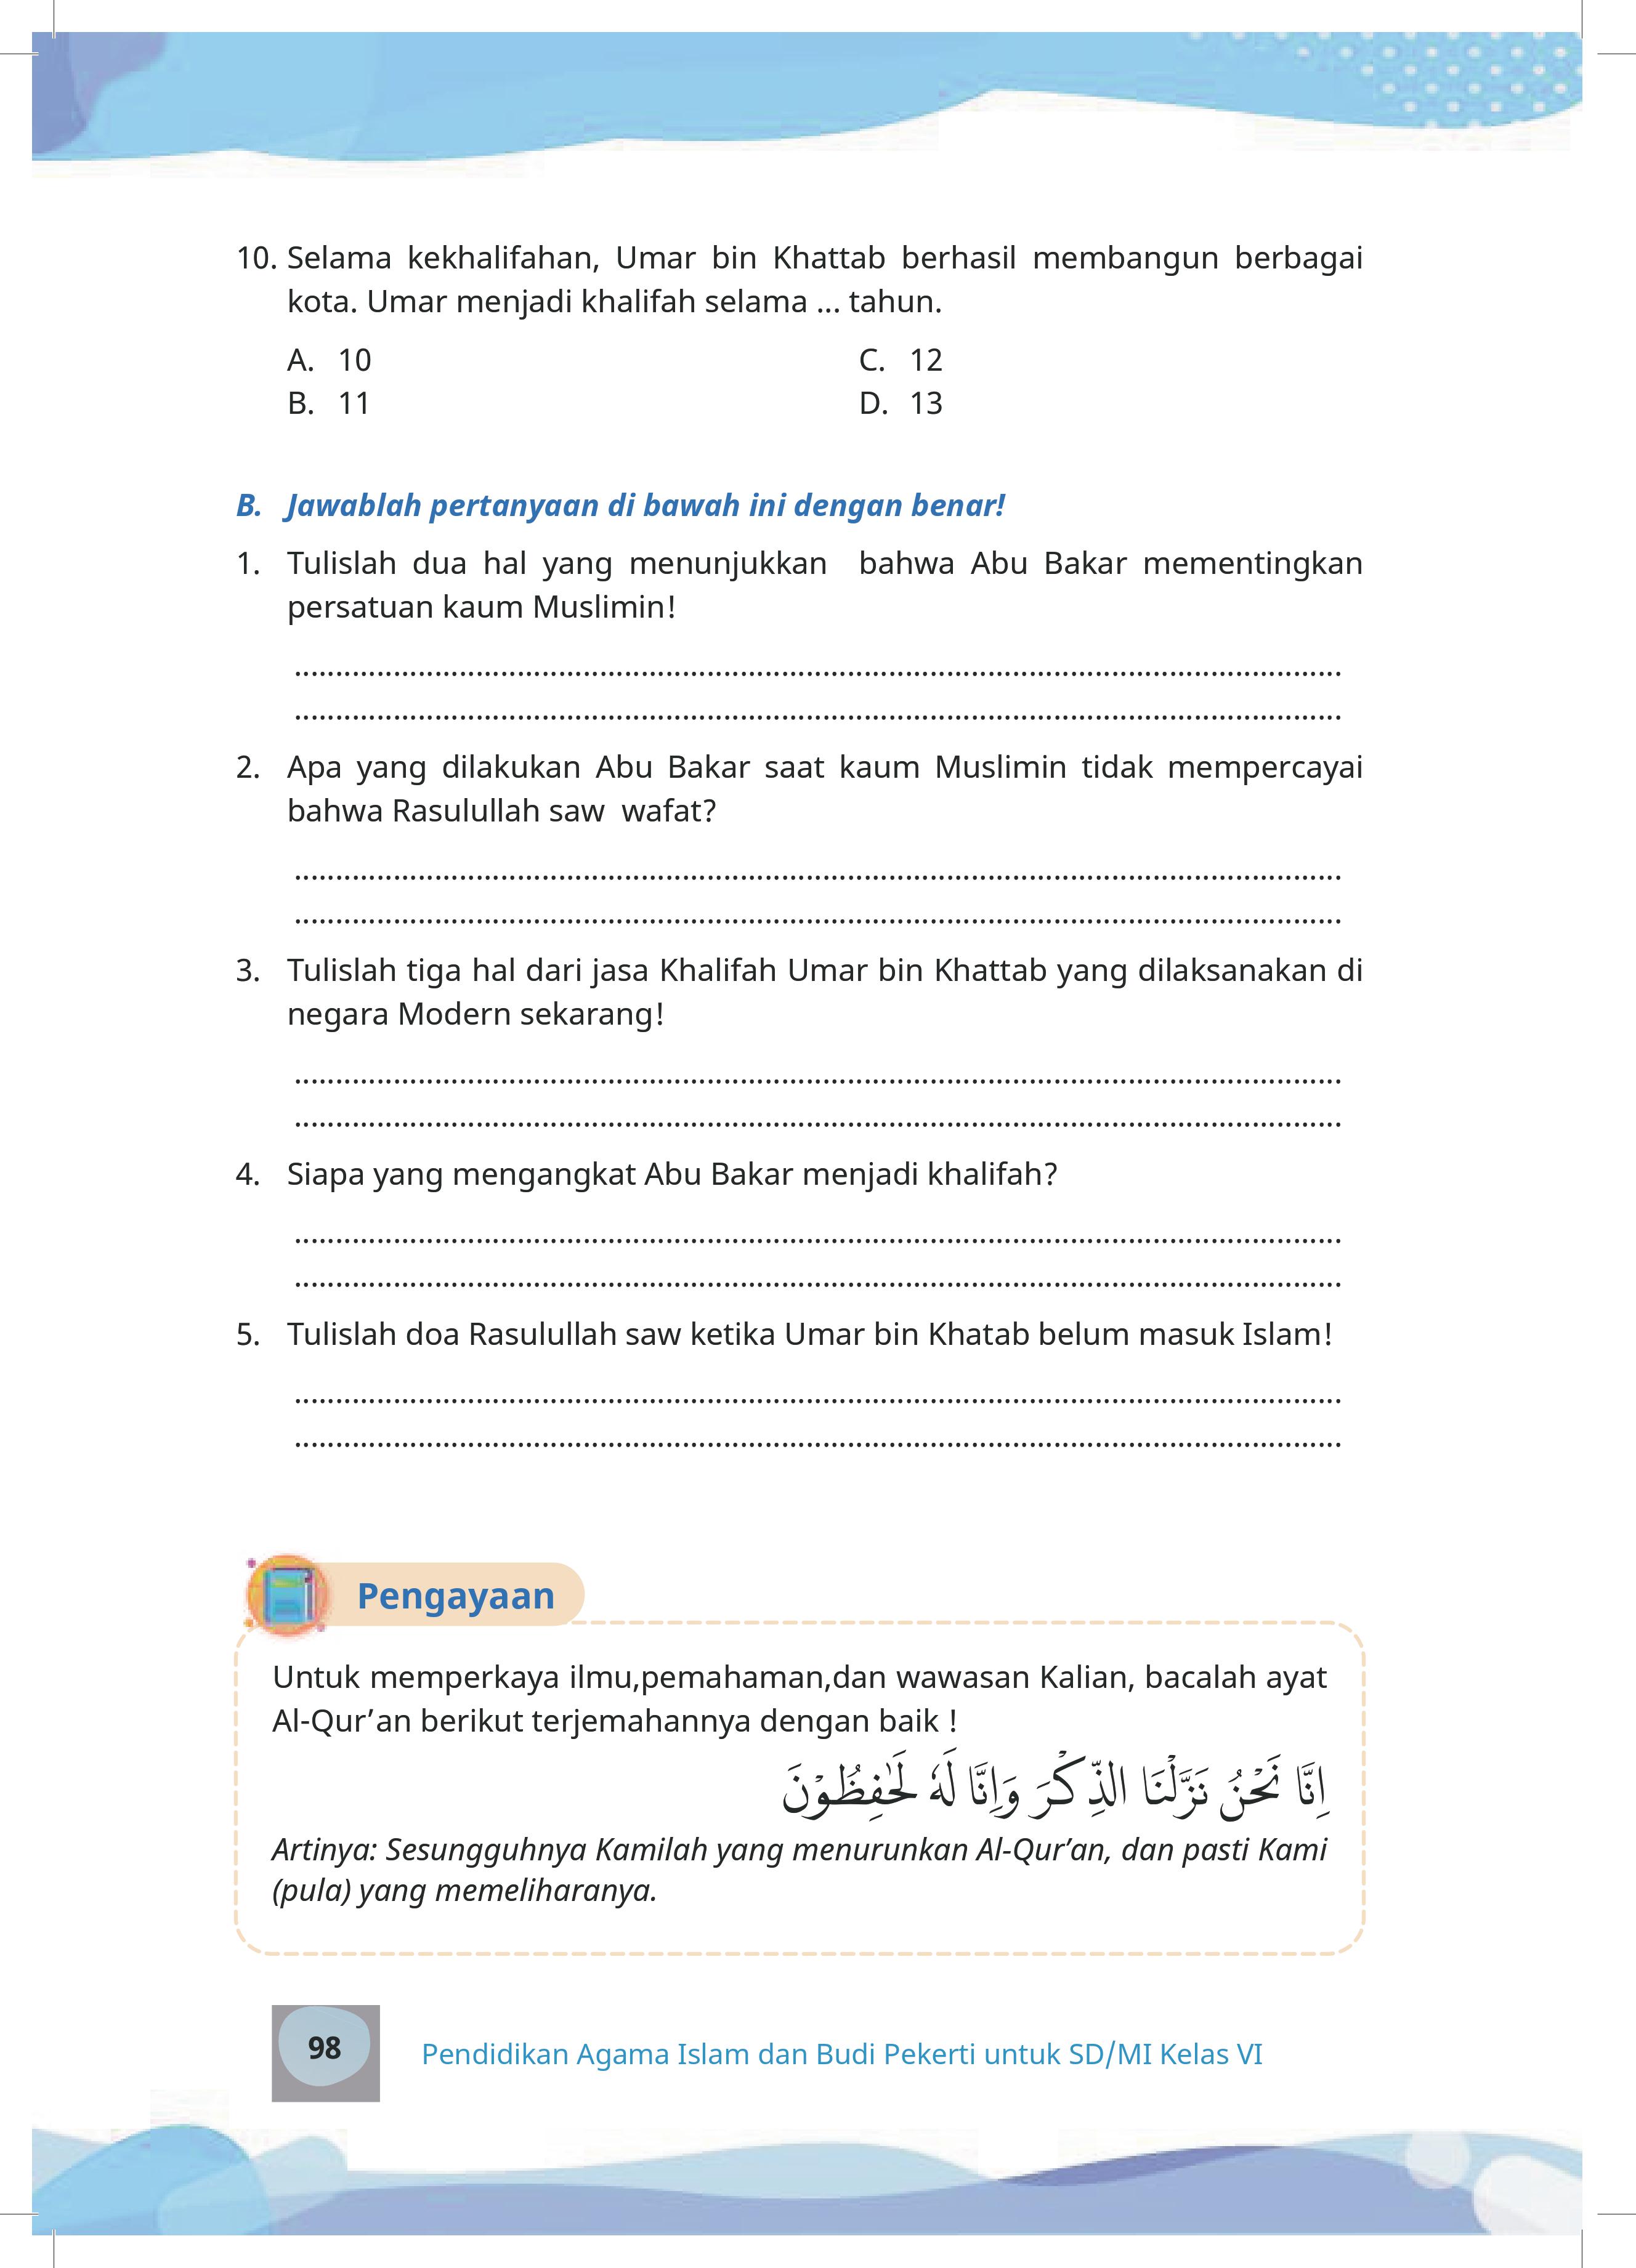 10. Selama kekhalifahan, Umar bin Khattab berhasil membangun berbagai
kota. Umar menjadi khalifah selama ... tahun.
A. 10
C. 12
B. 11
D. 13
B. Jawablah pertanyaan di bawah ini dengan benar!
1. Tulislah dua hal yang menunjukkan bahwa Abu Bakar mementingkan
persatuan kaum Muslimin!
2. Apa yang dilakukan Abu Bakar saat kaum Muslimin tidak mempercayai
bahwa Rasulullah saw wafat?
3. Tulislah tiga hal dari jasa Khalifah Umar bin Khattab yang dilaksanakan di
negara Modern sekarang!
4. Siapa yang mengangkat Abu Bakar menjadi khalifah?
5. Tulislah doa Rasulullah saw ketika Umar bin Khatab belum masuk Islam!
Pengayaan
Untuk memperkaya ilmu,pemahaman,dan wawasan Kalian, bacalah ayat
Al-Qur’an berikut terjemahannya dengan baik !
اِنَّا نَحْنُ نَزَّلْنَا الذِّكْرَ وَاِنَّا لَهٗ لَحٰفِظُوْنَ
Artinya: Sesungguhnya Kamilah yang menurunkan Al-Qur’an, dan pasti Kami
(pula) yang memeliharanya.
98
Pendidikan Agama Islam dan Budi Pekerti untuk SD/MI Kelas VI